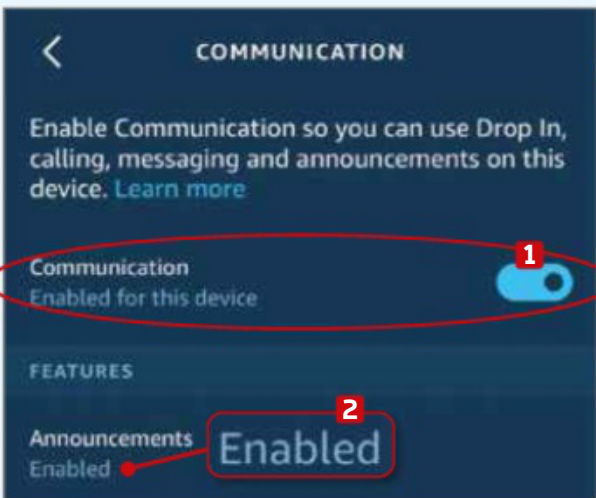 COMMUNICATION
Enable Communication so you can use Drop In,
calling, messaging and announcements on this
device. Learn more
1
Communication
Enabled for this device
FEATURES
2
Announcements
Enabled
Enabled